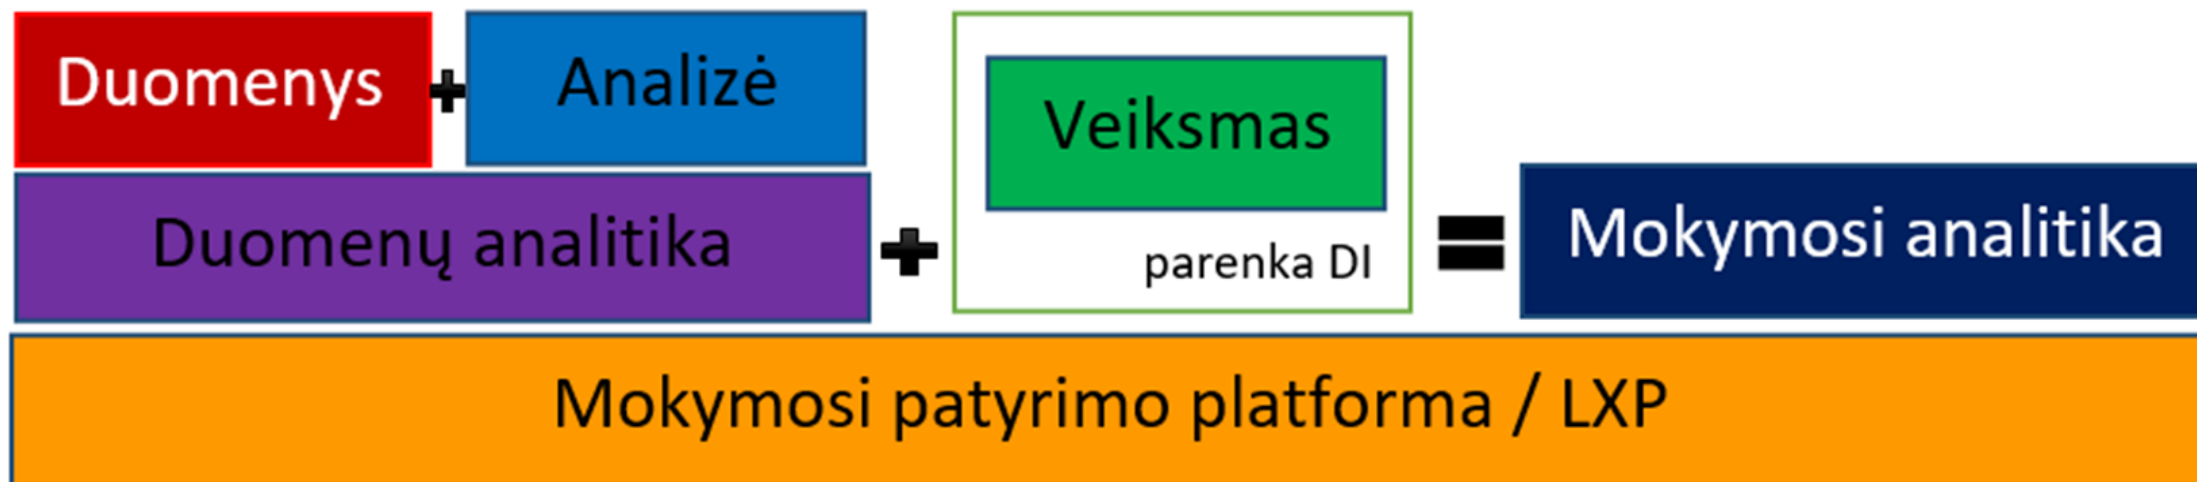 Duomenys + Analizė
Veiksmas
Duomenų analitika + parenka DI = Mokymosi analitika
Mokymosi patyrimo platforma / LXP